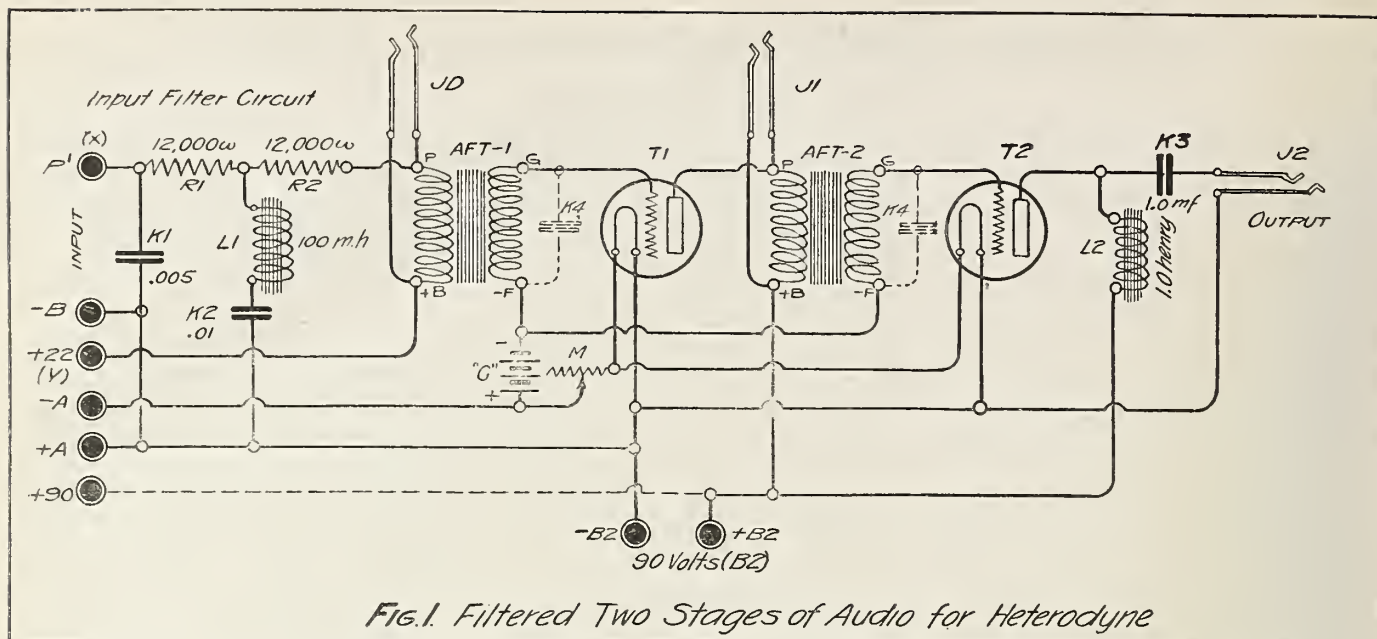 Input Filter Circuit
JD
J1
(X)
12,000ω 12,000ω
P'
R1 R2
P AFT-1 G
T1
P AFT-2 G
T2
K3
J2
1.0 mf
OUTPUT
INPUT
K1
.005
L1
100 m.h
K4
K4
L2
1.0 henry
-B
K2
.01
+B -F
+B -F
+22
(Y)
-
"C"
+
M
-A
+A
+90
-B2 +B2
90 Volts (B2)
FIG.1. Filtered Two Stages of Audio for Heterodyne